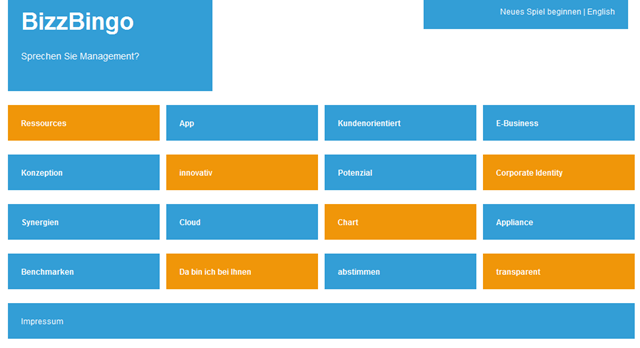 BizzBingo
Neues Spiel beginnen | English
Sprechen Sie Management?
Ressources
App
Kundenorientiert
E-Business
Konzeption
innovativ
Potenzial
Corporate Identity
Synergien
Cloud
Chart
Appliance
Benchmarken
Da bin ich bei Ihnen
abstimmen
transparent
Impressum